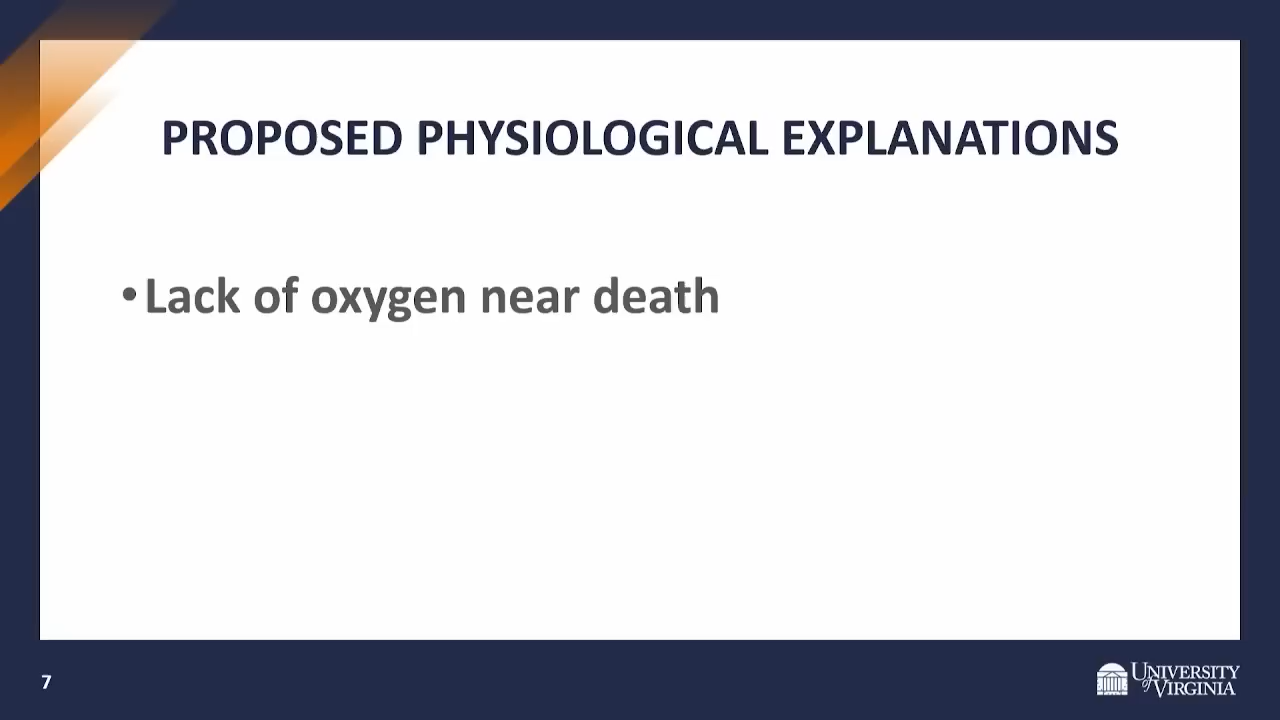 PROPOSED PHYSIOLOGICAL EXPLANATIONS
•Lack of oxygen near death
7
UNIVERSITY
of VIRGINIA